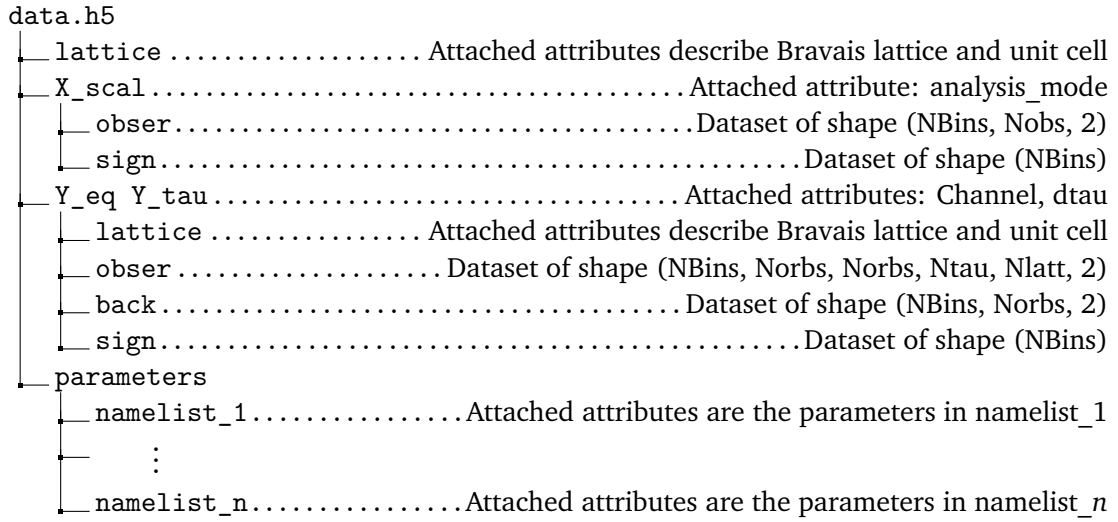 data.h5
lattice ................... Attached attributes describe Bravais lattice and unit cell
X_scal ........................................ Attached attribute: analysis_mode
obser ....................................... Dataset of shape (NBins, Nobs, 2)
sign ................................................ Dataset of shape (NBins)
Y_eq Y_tau ................................... Attached attributes: Channel, dtau
lattice ................ Attached attributes describe Bravais lattice and unit cell
obser .................... Dataset of shape (NBins, Norbs, Norbs, Ntau, Nlatt, 2)
back ....................................... Dataset of shape (NBins, Norbs, 2)
sign ................................................ Dataset of shape (NBins)
parameters
namelist_1 ................ Attached attributes are the parameters in namelist_1
⋮
namelist_n ................ Attached attributes are the parameters in namelist_n